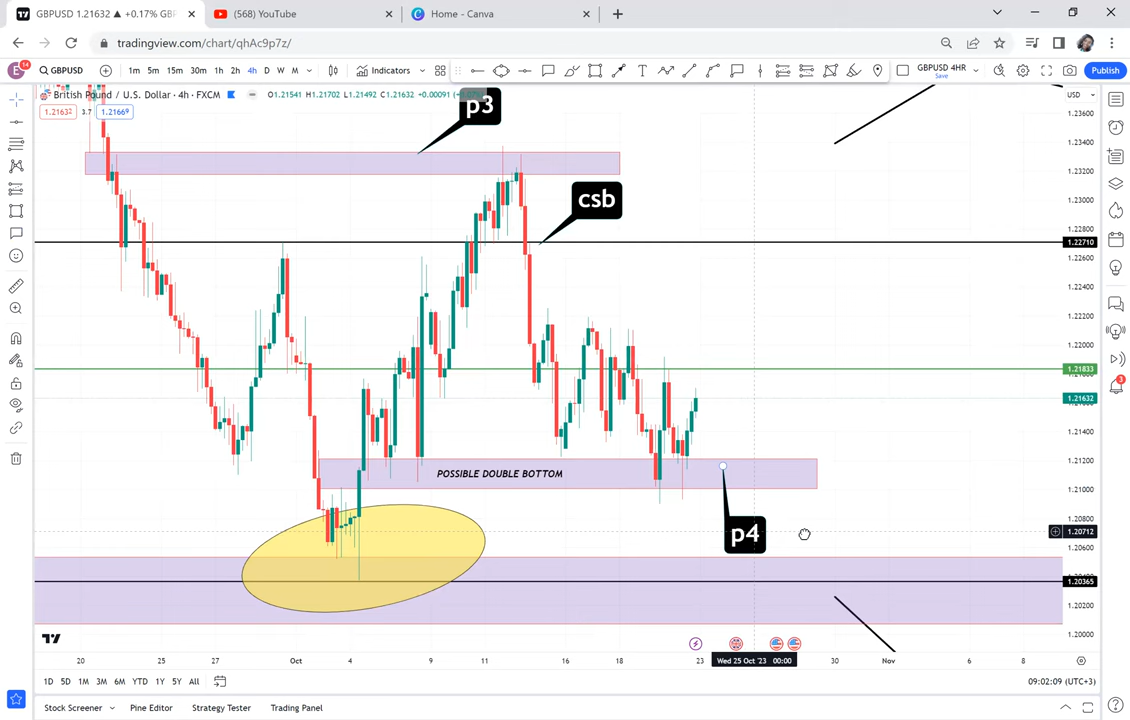 GBPUSD 1.21632 ▲ +0.17% GBP
(568) YouTube
Home - Canva
tradingview.com/chart/qhAc9p7z/
E
14
GBPUSD
1m 5m 15m 30m 1h 2h 4h D W M
Indicators
GBPUSD 4HR
Save
Publish
British Pound / U.S. Dollar · 4h · FXCM
O1.21541 H1.21702 L1.21492 C1.21632 +0.00091
1.21632 3.7 1.21669
USD
p3
csb
POSSIBLE DOUBLE BOTTOM
p4
1.23600
1.23400
1.23200
1.23000
1.22800
1.22710
1.22600
1.22400
1.22200
1.22000
1.21833
1.21632
1.21400
1.21200
1.21000
1.20800
1.20712
1.20600
1.20365
1.20200
1.20000
3
20 25 27 Oct 4 9 11 16 18 23 Wed 25 Oct '23 00:00 30 Nov 6 8
1D 5D 1M 3M 6M YTD 1Y 5Y All
09:02:09 (UTC+3)
Stock Screener Pine Editor Strategy Tester Trading Panel